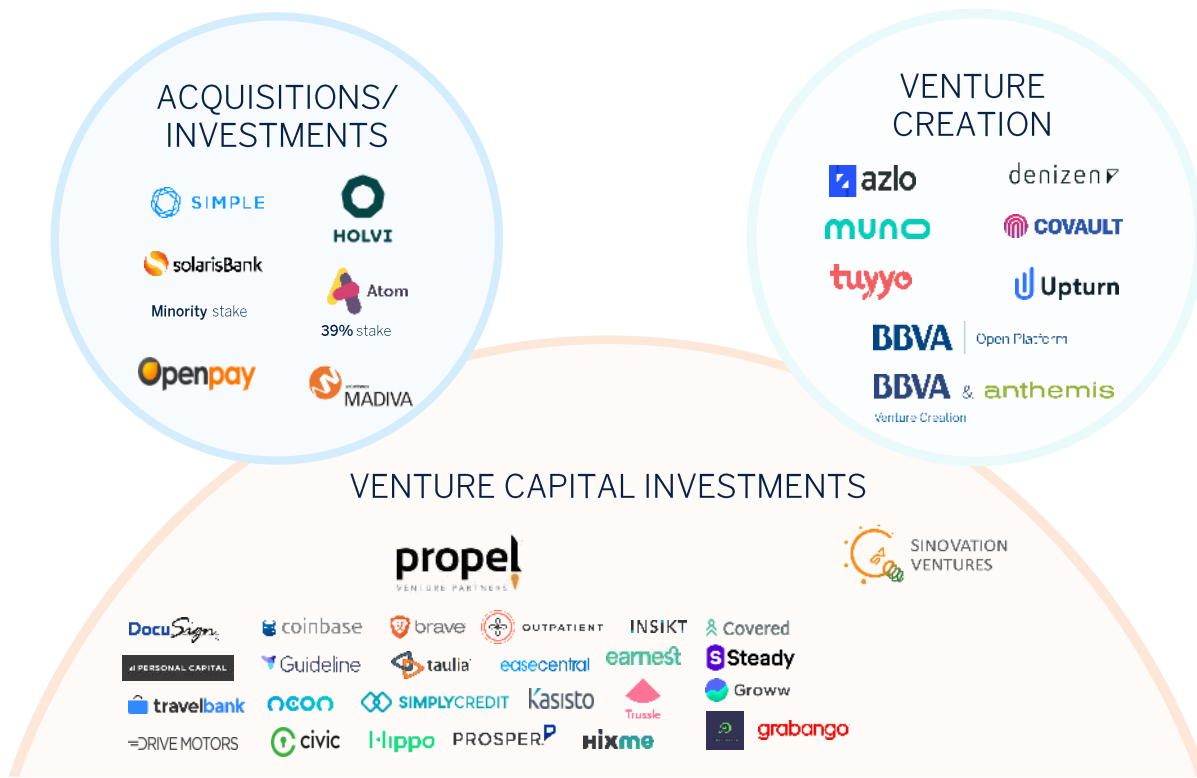 ACQUISITIONS/
INVESTMENTS
SIMPLE
HOLVI
solarisBank
Minority stake
Atom
39% stake
Openpay
MADIVA
VENTURE
CREATION
azlo
denizen
muno
COVAULT
tuyyo
Upturn
BBVA Open Platform
BBVA & anthemis
Venture Creation
VENTURE CAPITAL INVESTMENTS
propel
VENTURE PARTNERS
SINOVATION
VENTURES
DocuSign
coinbase
brave
OUTPATIENT
INSIKT
Covered
PERSONAL CAPITAL
Guideline
taulia
easecentral
earnest
Steady
travelbank
neon
SIMPLYCREDIT
Kasisto
Trussle
Groww
DRIVE MOTORS
civic
Hippo
PROSPER
Hixme
grabango